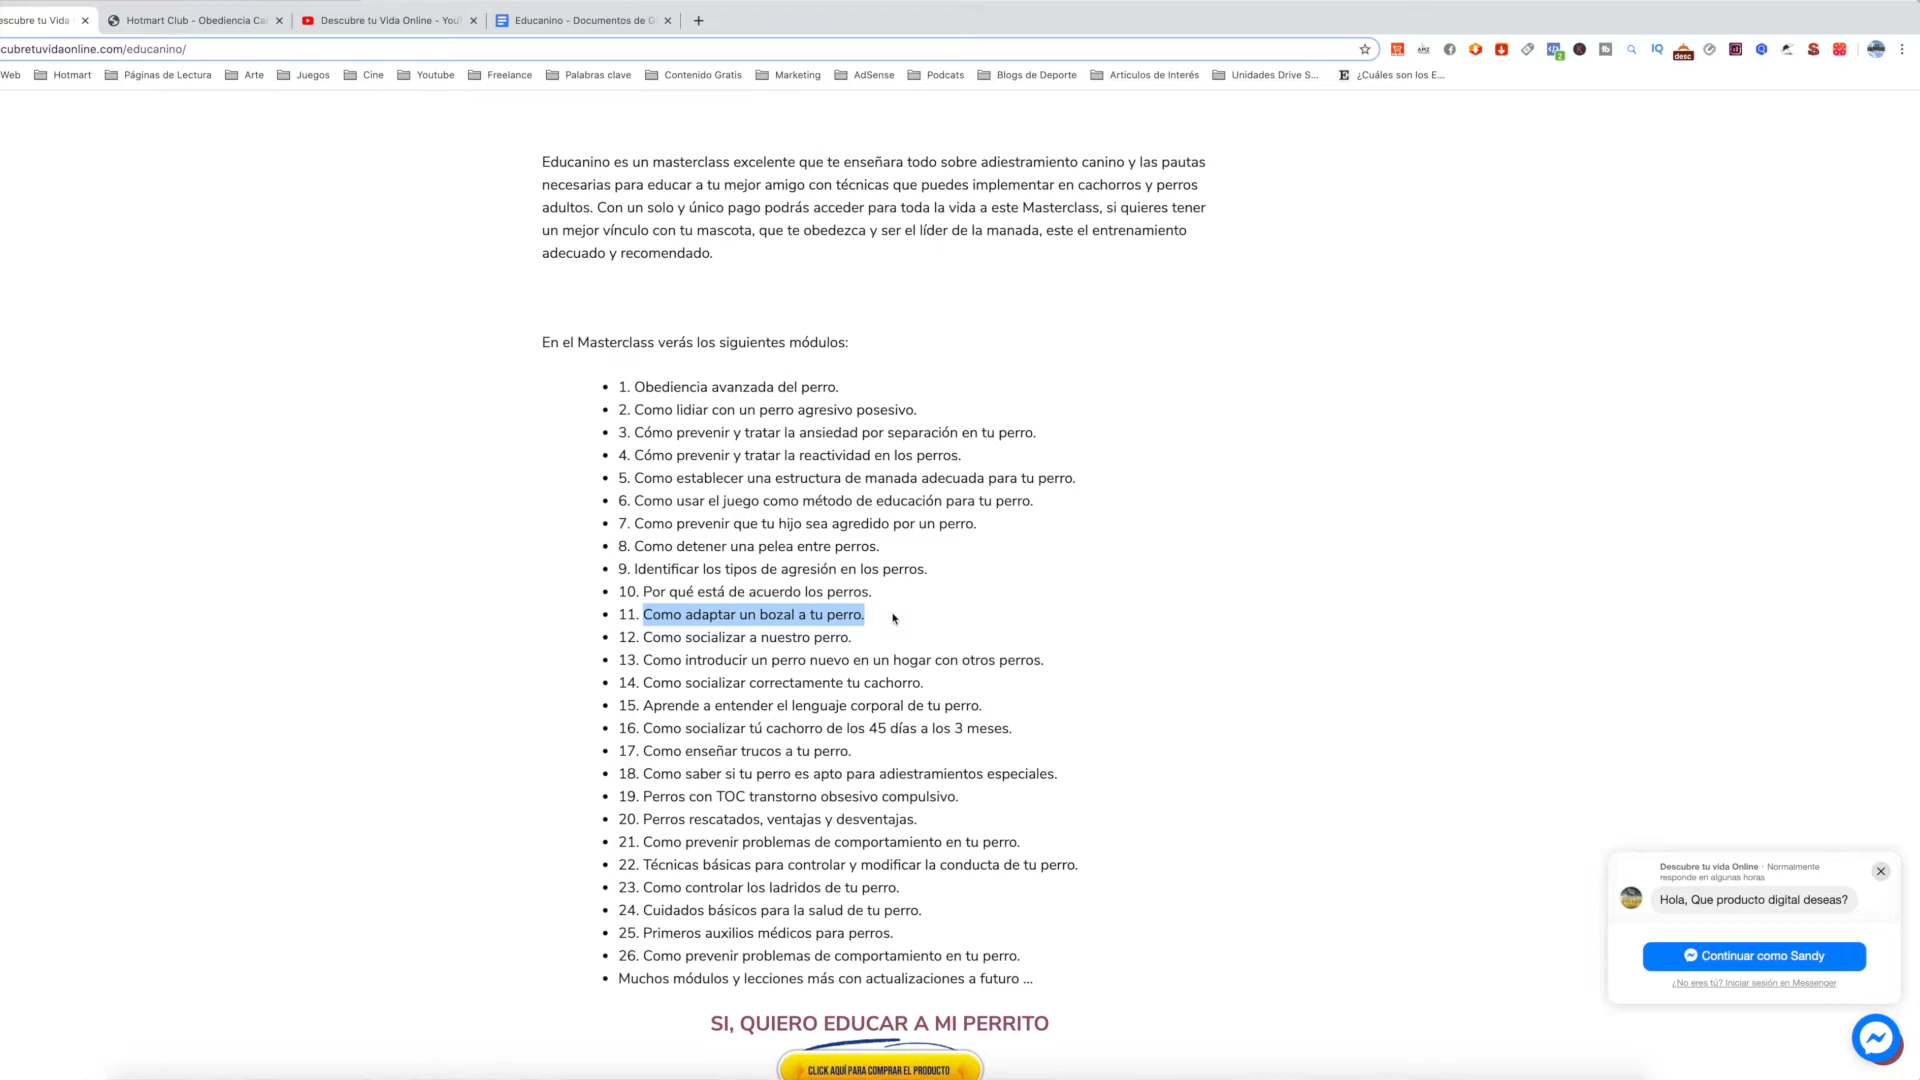 escubre tu Vida
Hotmart Club - Obediencia Ca
Descubre tu Vida Online - You
Educanino - Documentos de G
cubretuvidaonline.com/educanino/
Web
Hotmart
Páginas de Lectura
Arte
Juegos
Cine
Youtube
Freelance
Palabras clave
Contenido Gratis
Marketing
AdSense
Podcats
Blogs de Deporte
Articulos de Interés
Unidades Drive S...
¿Cuáles son los E...
Educanino es un masterclass excelente que te enseñara todo sobre adiestramiento canino y las pautas
necesarias para educar a tu mejor amigo con técnicas que puedes implementar en cachorros y perros
adultos. Con un solo y único pago podrás acceder para toda la vida a este Masterclass, si quieres tener
un mejor vínculo con tu mascota, que te obedezca y ser el líder de la manada, este el entrenamiento
adecuado y recomendado.
En el Masterclass verás los siguientes módulos:
• 1. Obediencia avanzada del perro.
• 2. Como lidiar con un perro agresivo posesivo.
• 3. Cómo prevenir y tratar la ansiedad por separación en tu perro.
• 4. Cómo prevenir y tratar la reactividad en los perros.
• 5. Como establecer una estructura de manada adecuada para tu perro.
• 6. Como usar el juego como método de educación para tu perro.
• 7. Como prevenir que tu hijo sea agredido por un perro.
• 8. Como detener una pelea entre perros.
• 9. Identificar los tipos de agresión en los perros.
• 10. Por qué está de acuerdo los perros.
• 11. Como adaptar un bozal a tu perro.
• 12. Como socializar a nuestro perro.
• 13. Como introducir un perro nuevo en un hogar con otros perros.
• 14. Como socializar correctamente tu cachorro.
• 15. Aprende a entender el lenguaje corporal de tu perro.
• 16. Como socializar tú cachorro de los 45 días a los 3 meses.
• 17. Como enseñar trucos a tu perro.
• 18. Como saber si tu perro es apto para adiestramientos especiales.
• 19. Perros con TOC transtorno obsesivo compulsivo.
• 20. Perros rescatados, ventajas y desventajas.
• 21. Como prevenir problemas de comportamiento en tu perro.
• 22. Técnicas básicas para controlar y modificar la conducta de tu perro.
• 23. Como controlar los ladridos de tu perro.
• 24. Cuidados básicos para la salud de tu perro.
• 25. Primeros auxilios médicos para perros.
• 26. Como prevenir problemas de comportamiento en tu perro.
• Muchos módulos y lecciones más con actualizaciones a futuro ...
SI, QUIERO EDUCAR A MI PERRITO
CLICK AQUÍ PARA COMPRAR EL PRODUCTO
Descubre tu vida Online · Normalmente
responde en algunas horas
Hola, Que producto digital deseas?
Continuar como Sandy
¿No eres tú? Iniciar sesión en Messenger